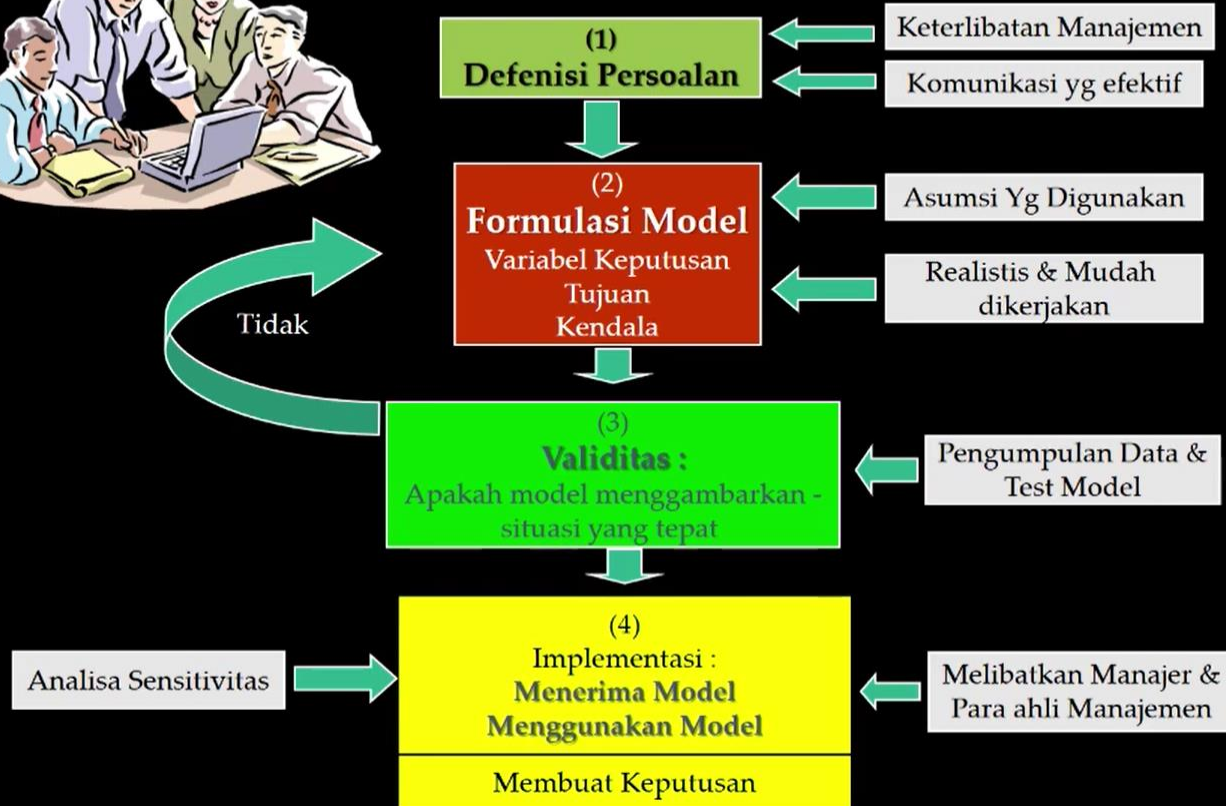 (1)
Defenisi Persoalan
Keterlibatan Manajemen
Komunikasi yg efektif
(2)
Formulasi Model
Variabel Keputusan
Tujuan
Kendala
Asumsi Yg Digunakan
Realistis & Mudah
dikerjakan
Tidak
(3)
Validitas :
Apakah model menggambarkan -
situasi yang tepat
Pengumpulan Data &
Test Model
(4)
Implementasi :
Menerima Model
Menggunakan Model
Membuat Keputusan
Analisa Sensitivitas
Melibatkan Manajer &
Para ahli Manajemen